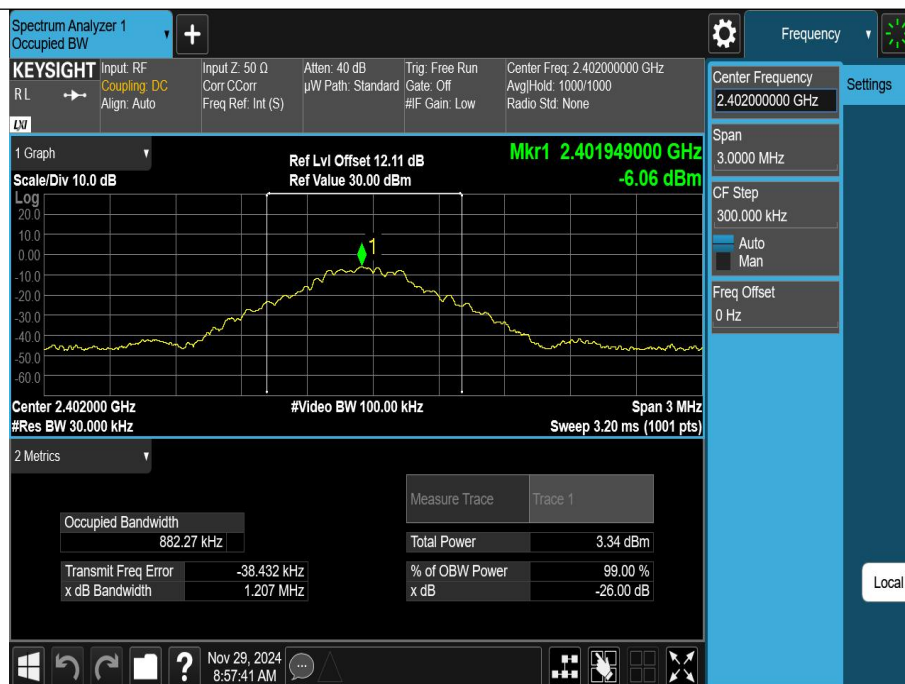 Spectrum Analyzer 1
Occupied BW
+
Frequency
KEYSIGHT
RL
LXI
Input: RF
Coupling: DC
Align: Auto
Input Z: 50 Ω
Corr CCorr
Freq Ref: Int (S)
Atten: 40 dB
µW Path: Standard
Trig: Free Run
Gate: Off
#IF Gain: Low
Center Freq: 2.402000000 GHz
Avg|Hold: 1000/1000
Radio Std: None
Center Frequency
2.402000000 GHz
Settings
Span
3.0000 MHz
CF Step
300.000 kHz
Auto
Man
Freq Offset
0 Hz
Local
1 Graph
Scale/Div 10.0 dB
Ref Lvl Offset 12.11 dB
Ref Value 30.00 dBm
Mkr1 2.401949000 GHz
-6.06 dBm
Log
20.0
10.0
0.00
-10.0
-20.0
-30.0
-40.0
-50.0
-60.0
1
Center 2.402000 GHz
#Res BW 30.000 kHz
#Video BW 100.00 kHz
Span 3 MHz
Sweep 3.20 ms (1001 pts)
2 Metrics
Measure Trace Trace 1
Occupied Bandwidth
882.27 kHz
Total Power 3.34 dBm
Transmit Freq Error -38.432 kHz
% of OBW Power 99.00 %
x dB Bandwidth 1.207 MHz
x dB -26.00 dB
?
Nov 29, 2024
8:57:41 AM